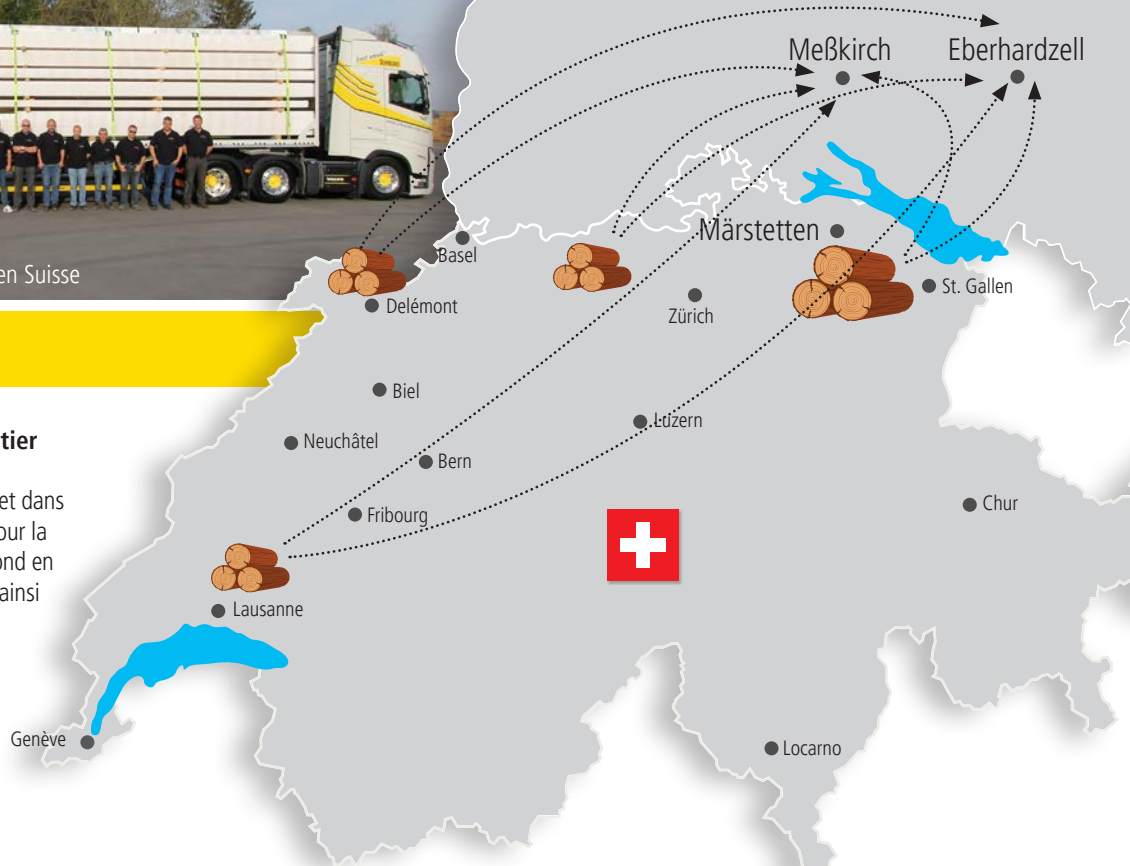 en Suisse
tier
et dans
our la
ond en
ainsi
Meßkirch
Eberhardzell
Märstetten
Basel
Delémont
St. Gallen
Zürich
Biel
Luzern
Neuchâtel
Bern
Chur
Fribourg
Lausanne
Genève
Locarno